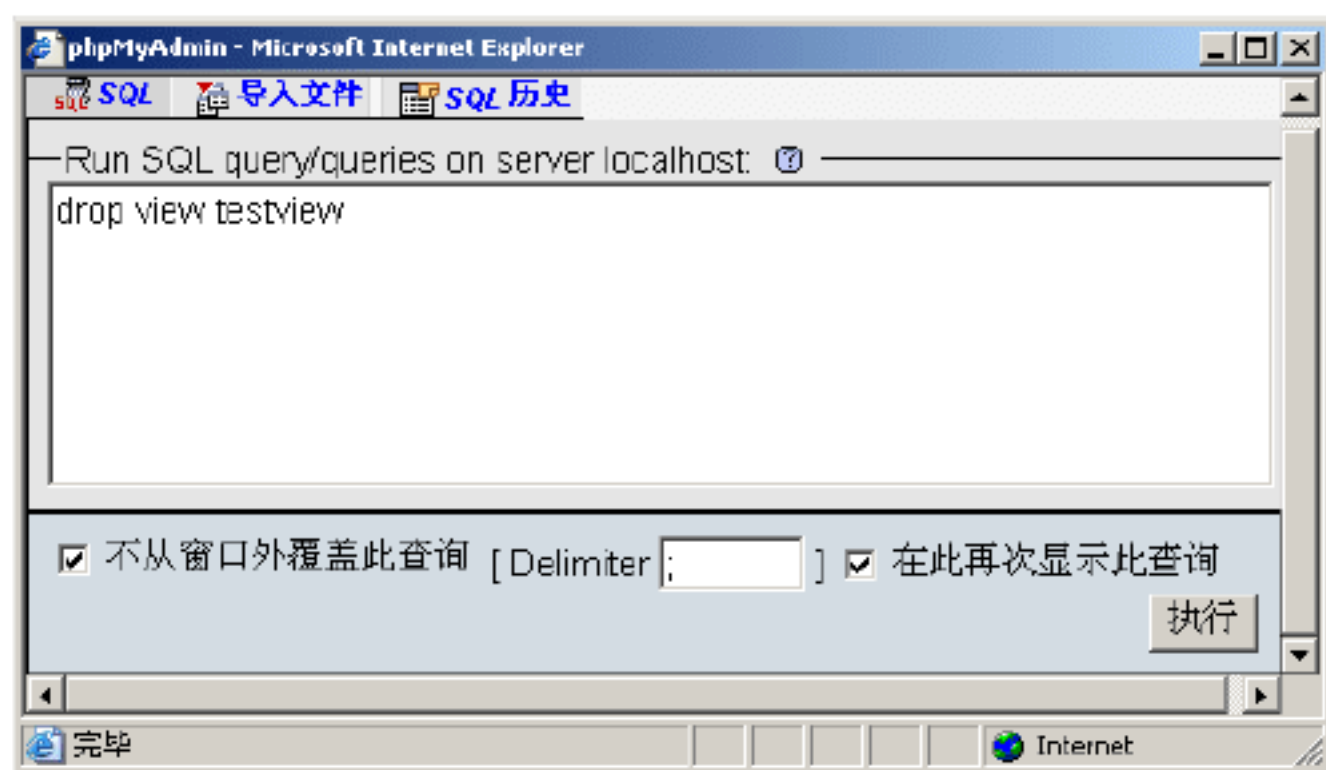 phpMyAdmin - Microsoft Internet Explorer
SQL 导入文件 SQL 历史
Run SQL query/queries on server localhost:
drop view testview
不从窗口外覆盖此查询 [ Delimiter ; ] 在此再次显示此查询
执行
完毕 Internet